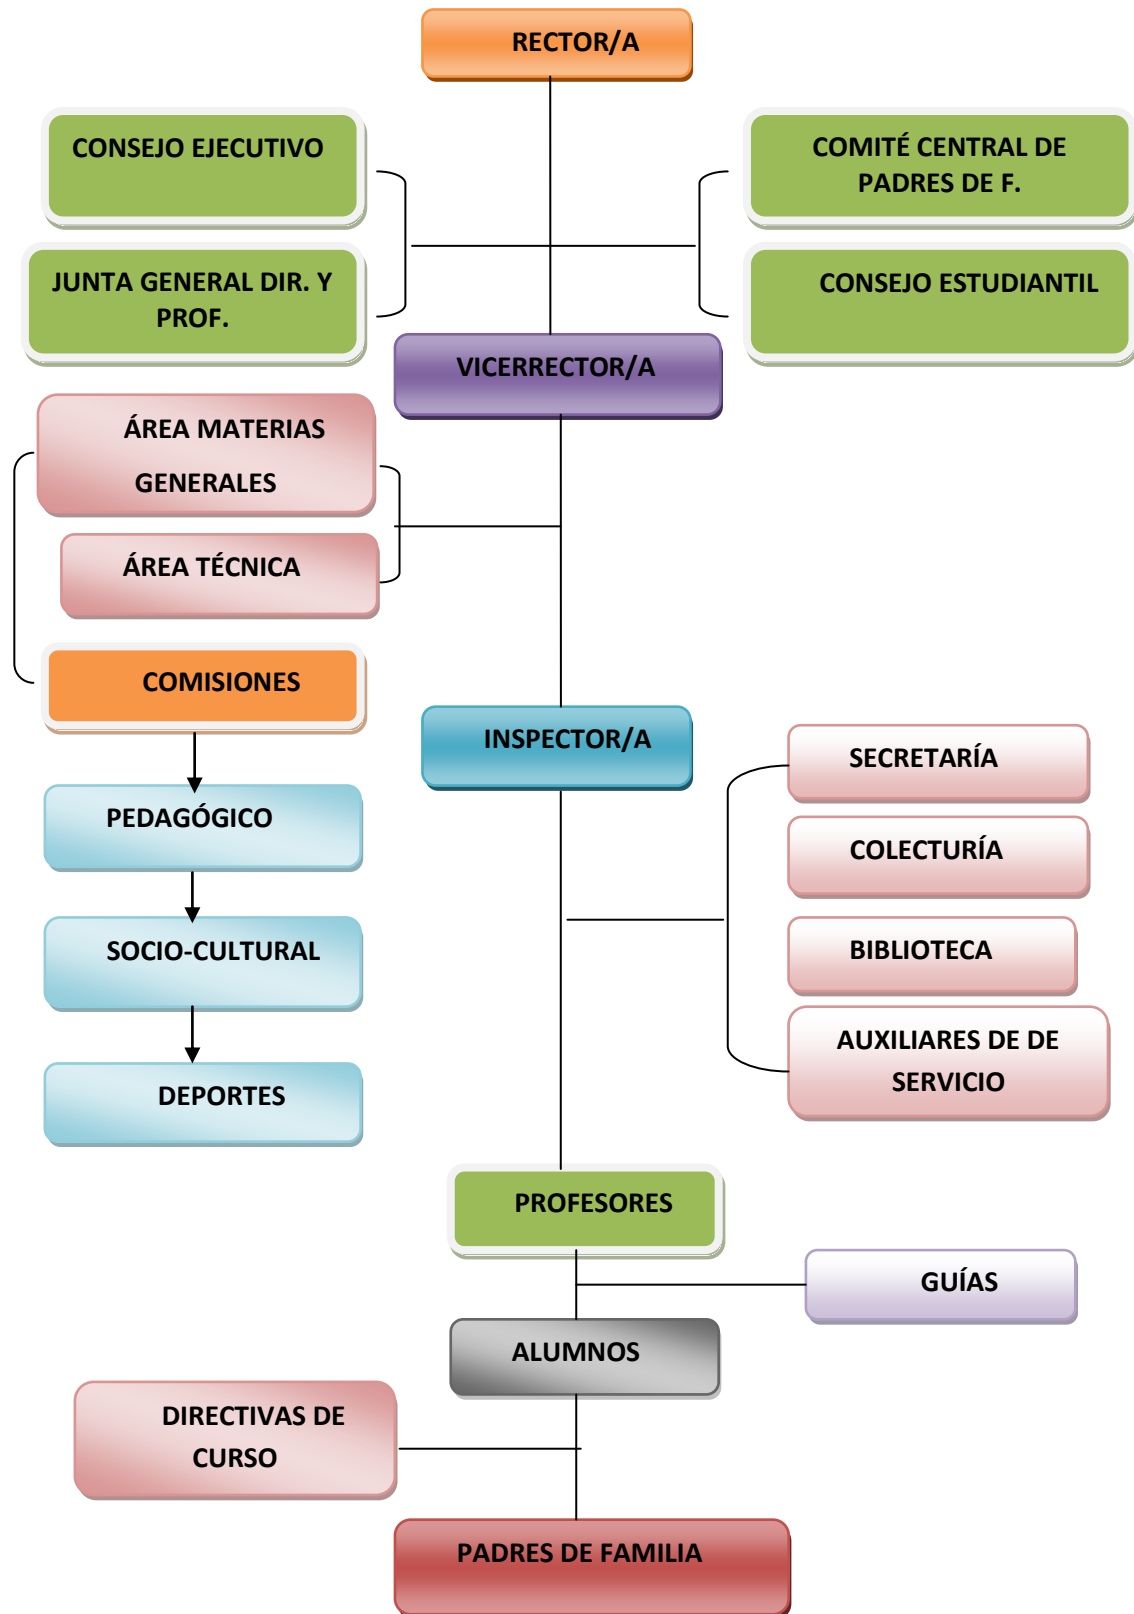 RECTOR/A
CONSEJO EJECUTIVO
COMITÉ CENTRAL DE
PADRES DE F.
JUNTA GENERAL DIR. Y
PROF.
CONSEJO ESTUDIANTIL
VICERRECTOR/A
ÁREA MATERIAS
GENERALES
ÁREA TÉCNICA
COMISIONES
INSPECTOR/A
SECRETARÍA
PEDAGÓGICO
COLECTURÍA
SOCIO-CULTURAL
BIBLIOTECA
AUXILIARES DE DE
SERVICIO
DEPORTES
PROFESORES
GUÍAS
ALUMNOS
DIRECTIVAS DE
CURSO
PADRES DE FAMILIA